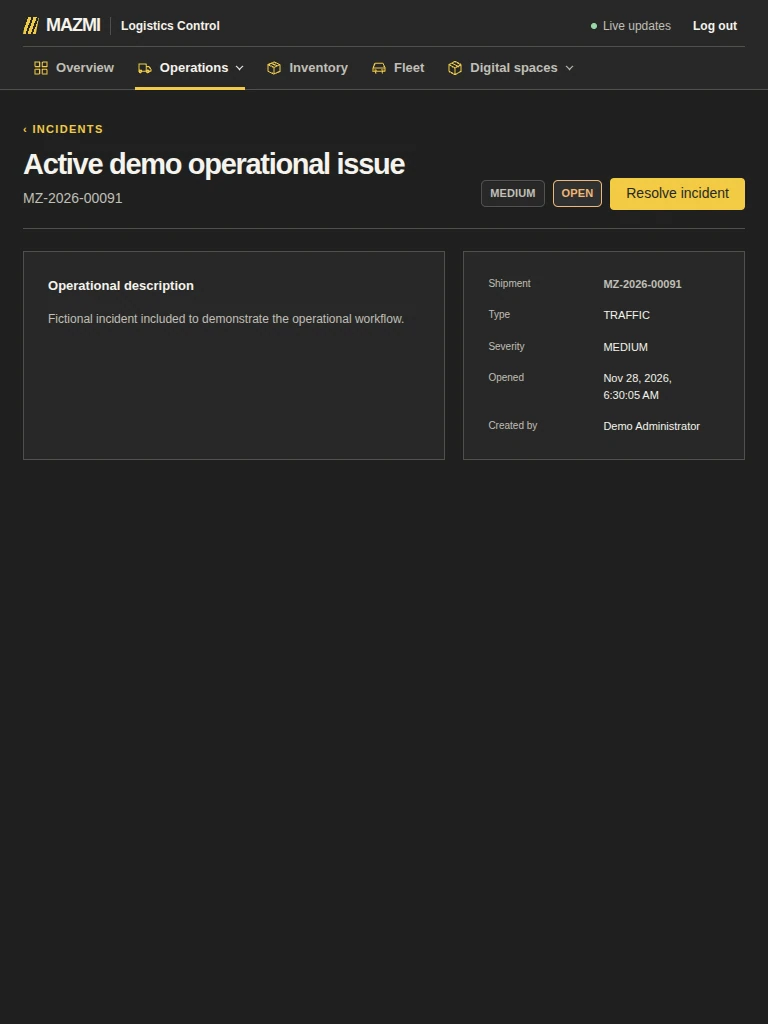 MAZMI Logistics Control
Live updates Log out
Overview Operations Inventory Fleet Digital spaces
‹ INCIDENTS
Active demo operational issue
MZ-2026-00091
MEDIUM OPEN Resolve incident
Operational description
Fictional incident included to demonstrate the operational workflow.
Shipment MZ-2026-00091
Type TRAFFIC
Severity MEDIUM
Opened Nov 28, 2026,
6:30:05 AM
Created by Demo Administrator